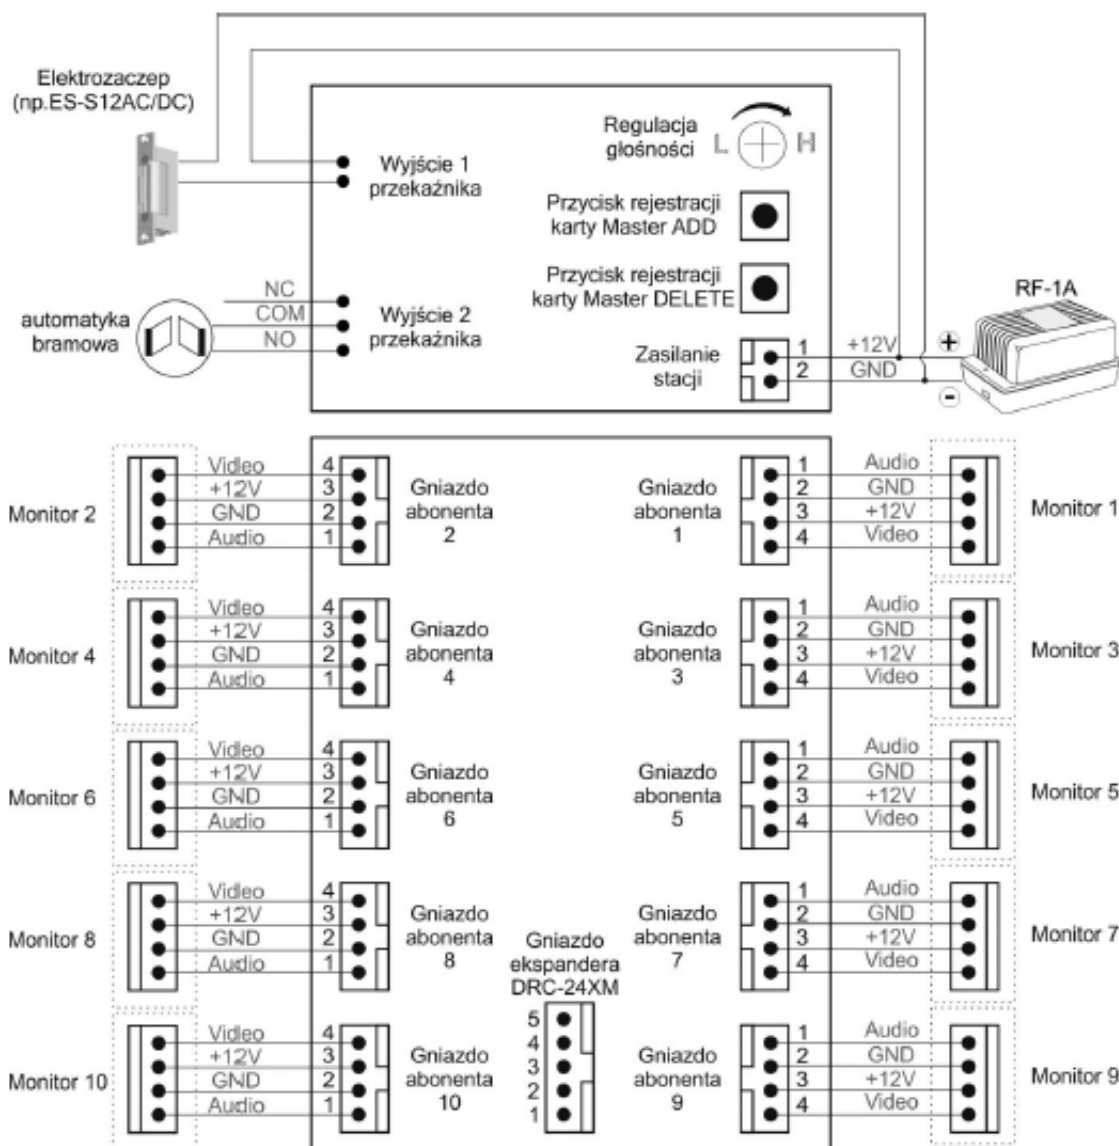 Elektrozaczep
(np.ES-S12AC/DC)
Wyjście 1
przekaźnika
Regulacja
głośności
L H
Przycisk rejestracji
karty Master ADD
Przycisk rejestracji
karty Master DELETE
automatyka
bramowa
NC
COM
NO
Wyjście 2
przekaźnika
Zasilanie
stacji
1 +12V
2 GND
RF-1A
+
-
Monitor 2
Video 4
+12V 3
GND 2
Audio 1
Gniazdo
abonenta
2
Gniazdo
abonenta
1
1 Audio
2 GND
3 +12V
4 Video
Monitor 1
Monitor 4
Video 4
+12V 3
GND 2
Audio 1
Gniazdo
abonenta
4
Gniazdo
abonenta
3
1 Audio
2 GND
3 +12V
4 Video
Monitor 3
Monitor 6
Video 4
+12V 3
GND 2
Audio 1
Gniazdo
abonenta
6
Gniazdo
abonenta
5
1 Audio
2 GND
3 +12V
4 Video
Monitor 5
Monitor 8
Video 4
+12V 3
GND 2
Audio 1
Gniazdo
abonenta
8
Gniazdo
ekspandera
DRC-24XM
5
4
3
2
1
Gniazdo
abonenta
7
1 Audio
2 GND
3 +12V
4 Video
Monitor 7
Monitor 10
Video 4
+12V 3
GND 2
Audio 1
Gniazdo
abonenta
10
Gniazdo
abonenta
9
1 Audio
2 GND
3 +12V
4 Video
Monitor 9